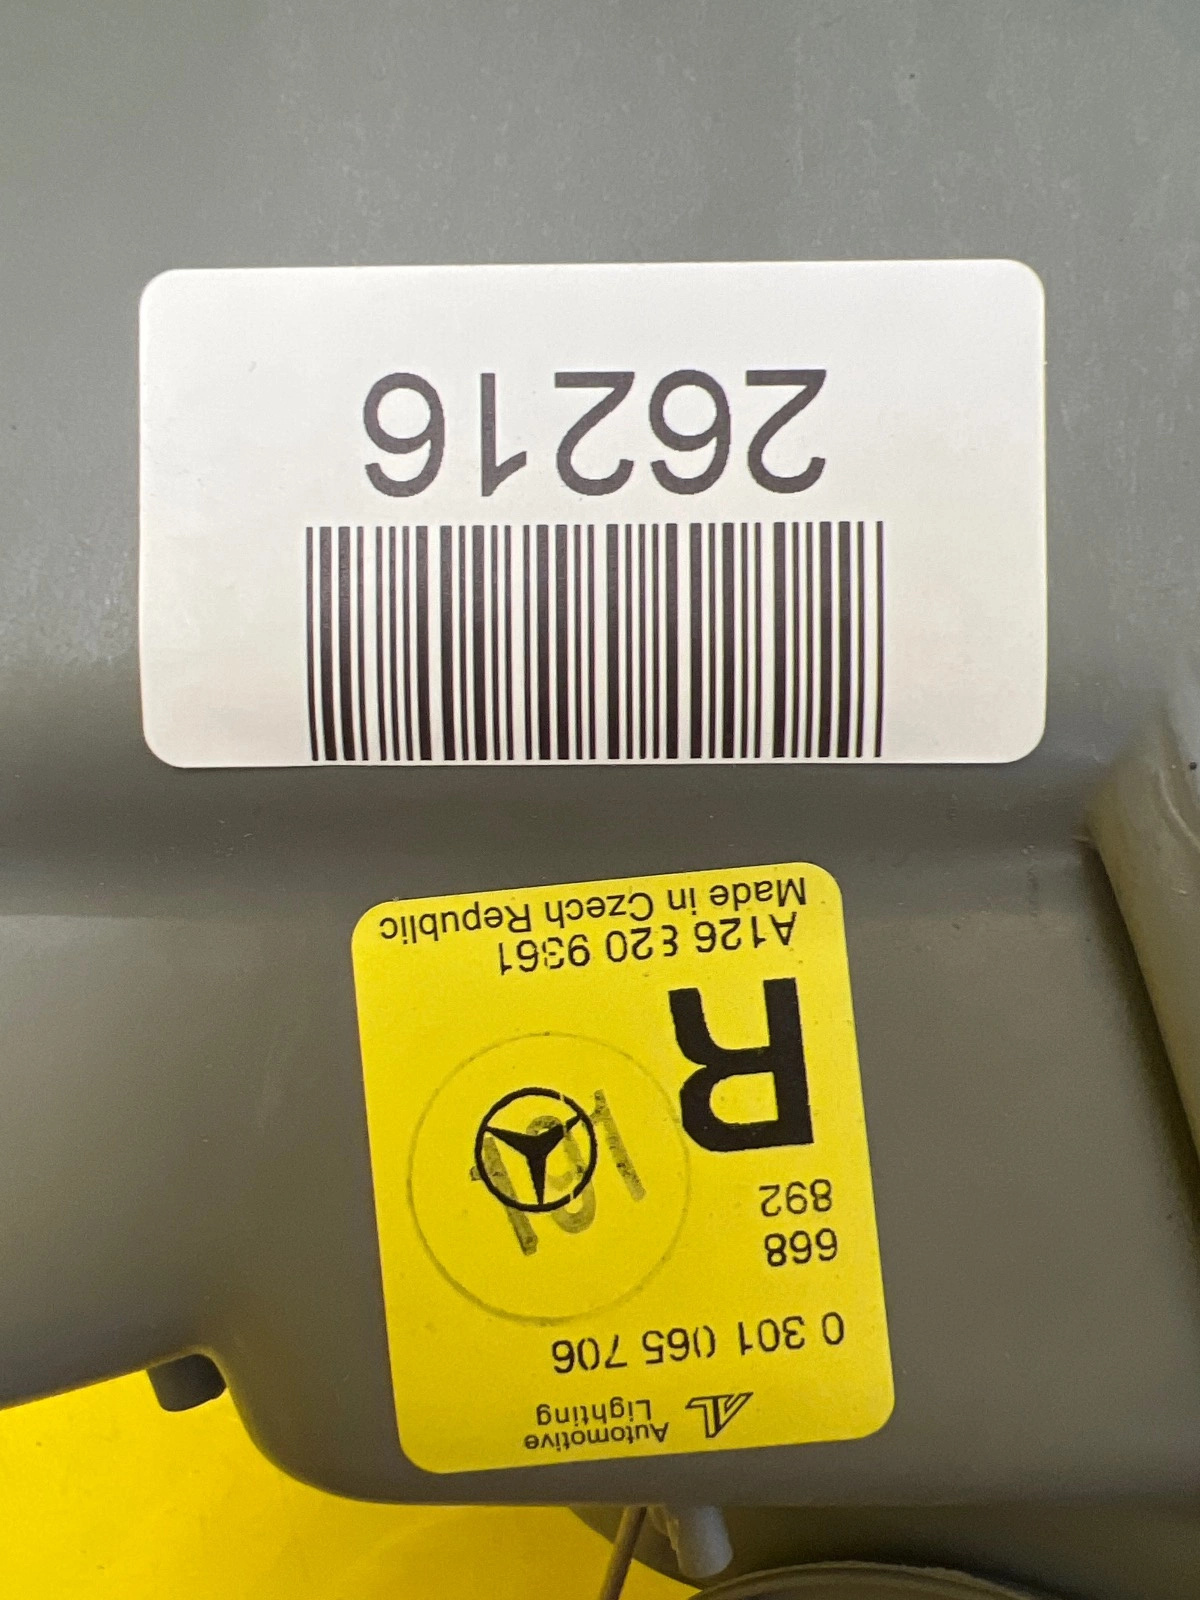 Automotive
Lighting
0 301 065 706
668
892
R
A126 820 9361
Made in Czech Republic
26216